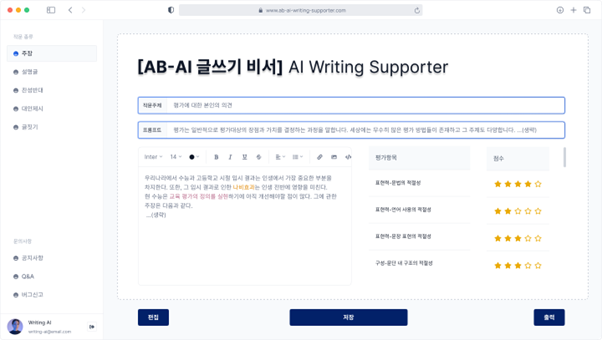 www.ab-ai-writing-supporter.com
작문 종류
주장
설명글
찬성반대
대안제시
글짓기
문의사항
공지사항
Q&A
버그신고
Writing AI
writing-ai@email.com
[AB-AI 글쓰기 비서] AI Writing Supporter
작문주제 평가에 대한 본인의 의견
프롬프트 평가는 일반적으로 평가대상의 장점과 가치를 결정하는 과정을 말합니다. 세상에는 무수히 많은 평가 방법들이 존재하고 그 주체도 다양합니다. ...(생략)
Inter 14 B I U S
우리나라에서 수능과 고등학교 시절 입시 결과는 인생에서 가장 중요한 부분을
차지한다. 또한, 그 입시 결과로 인한 나비효과는 인생 전반에 영향을 미친다.
현 수능은 교육 평가의 정의를 실현하기에 아직 개선해야할 점이 많다. 그에 관한
주장은 다음과 같다.
...(생략)
평가항목 점수
표현력-문법의 적절성
표현력-단어 사용의 적절성
표현력-문장 표현의 적절성
구성-문단 내 구조의 적절성
편집
저장
출력